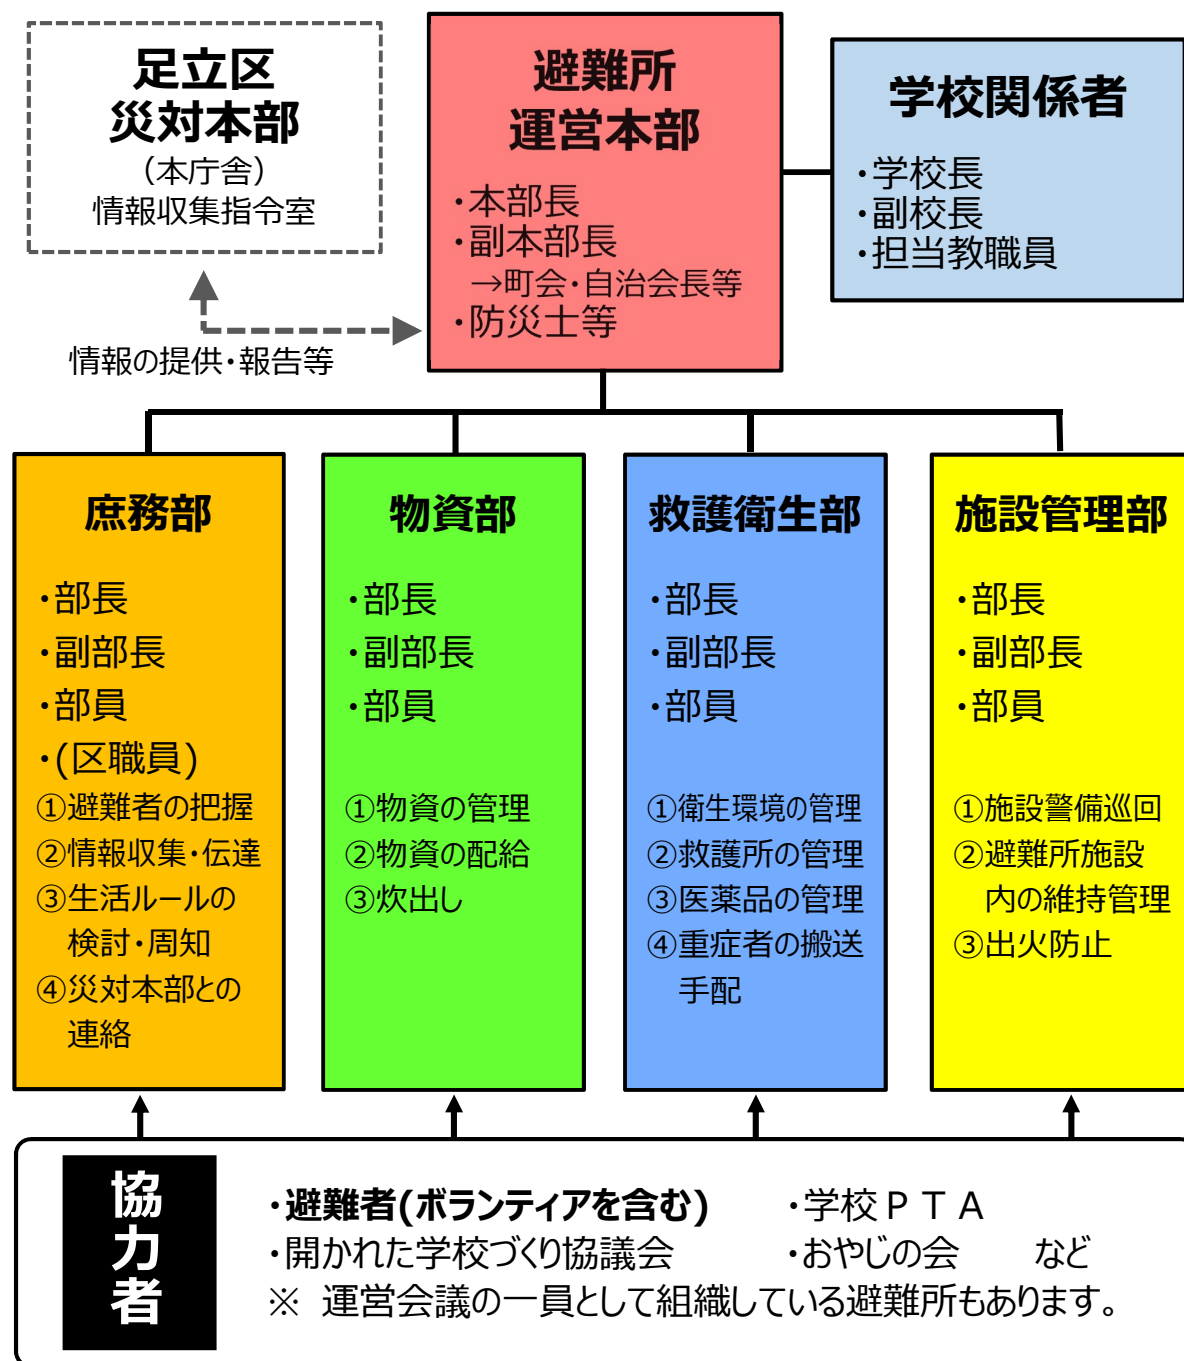 足立区
災対本部
（本庁舎）
情報収集指令室
情報の提供・報告等
避難所
運営本部
・本部長
・副本部長
→町会・自治会長等
・防災士等
学校関係者
・学校長
・副校長
・担当教職員
庶務部
・部長
・副部長
・部員
・(区職員)
①避難者の把握
②情報収集・伝達
③生活ルールの
検討・周知
④災対本部との
連絡
物資部
・部長
・副部長
・部員
①物資の管理
②物資の配給
③炊出し
救護衛生部
・部長
・副部長
・部員
①衛生環境の管理
②救護所の管理
③医薬品の管理
④重症者の搬送
手配
施設管理部
・部長
・副部長
・部員
①施設警備巡回
②避難所施設
内の維持管理
③出火防止
協力者
・避難者(ボランティアを含む)　・学校ＰＴＡ
・開かれた学校づくり協議会　・おやじの会　など
※ 運営会議の一員として組織している避難所もあります。